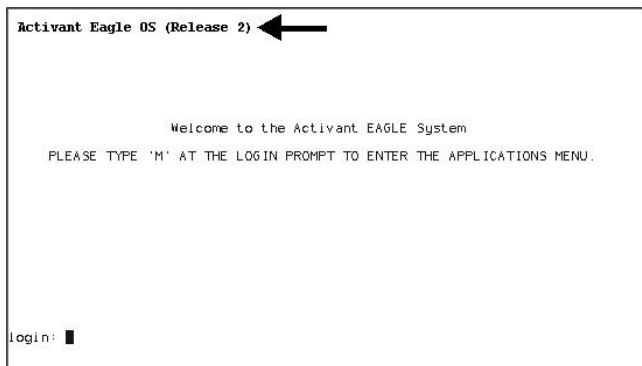 Activant Eagle OS (Release 2)
Welcome to the Activant EAGLE System
PLEASE TYPE 'M' AT THE LOGIN PROMPT TO ENTER THE APPLICATIONS MENU.
login: